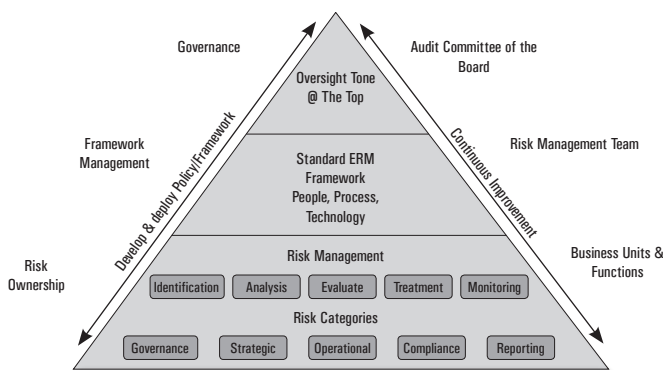 Governance
Audit Committee of the
Board
Oversight Tone
@ The Top
Framework
Management
Develop & deploy Policy/Framework
Continuous Improvement
Risk Management Team
Standard ERM
Framework
People, Process,
Technology
Risk
Ownership
Business Units &
Functions
Risk Management
Identification
Analysis
Evaluate
Treatment
Monitoring
Risk Categories
Governance
Strategic
Operational
Compliance
Reporting